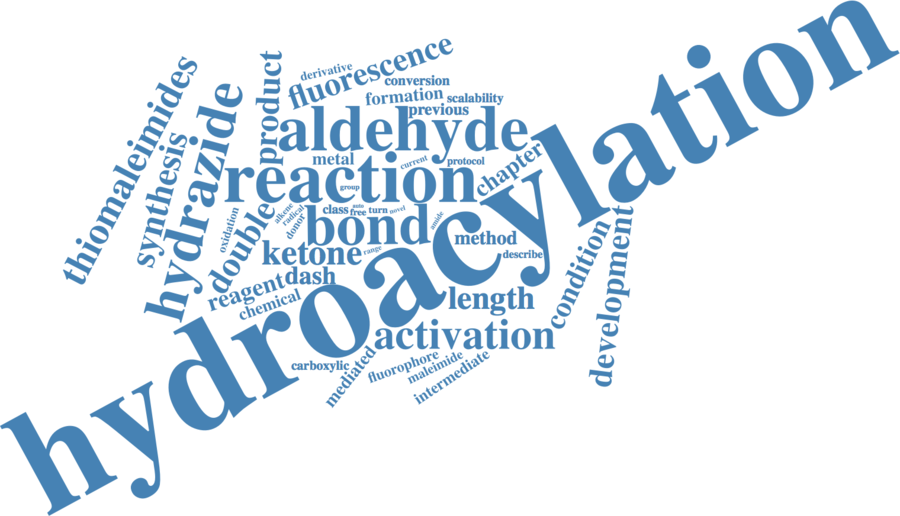 hydroacylation
thiomaleimides
synthesis
hydrazide
product
derivative
fluorescence
conversion
formation
scalability
previous
aldehyde
metal
current
protocol
chapter
reaction
group
oxidation
double
alkene
radical
donor
class
auto
free
turn
novel
bond
amide
method
describe
ketone
range
reagent
dash
chemical
length
condition
development
activation
carboxylic
mediated
fluorophore
maleimide
intermediate